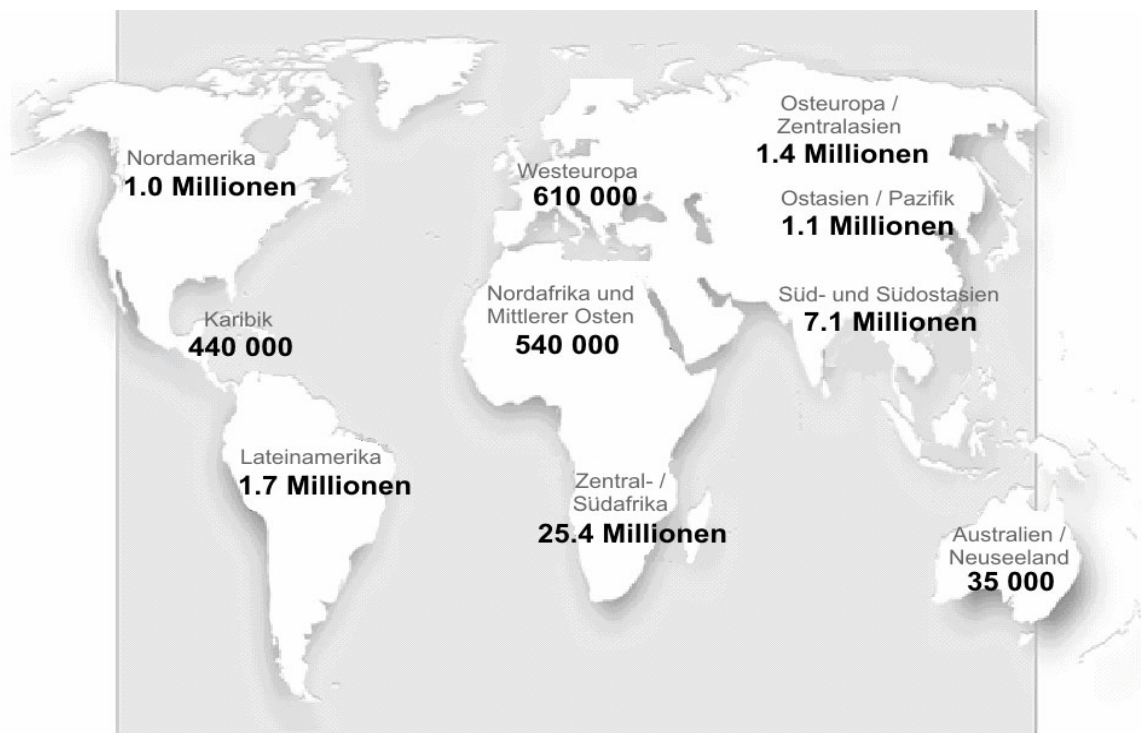 Nordamerika
1.0 Millionen
Karibik
440 000
Lateinamerika
1.7 Millionen
Westeuropa
610 000
Nordafrika und
Mittlerer Osten
540 000
Zentral- /
Südafrika
25.4 Millionen
Osteuropa /
Zentralasien
1.4 Millionen
Ostasien / Pazifik
1.1 Millionen
Süd- und Südostasien
7.1 Millionen
Australien /
Neuseeland
35 000